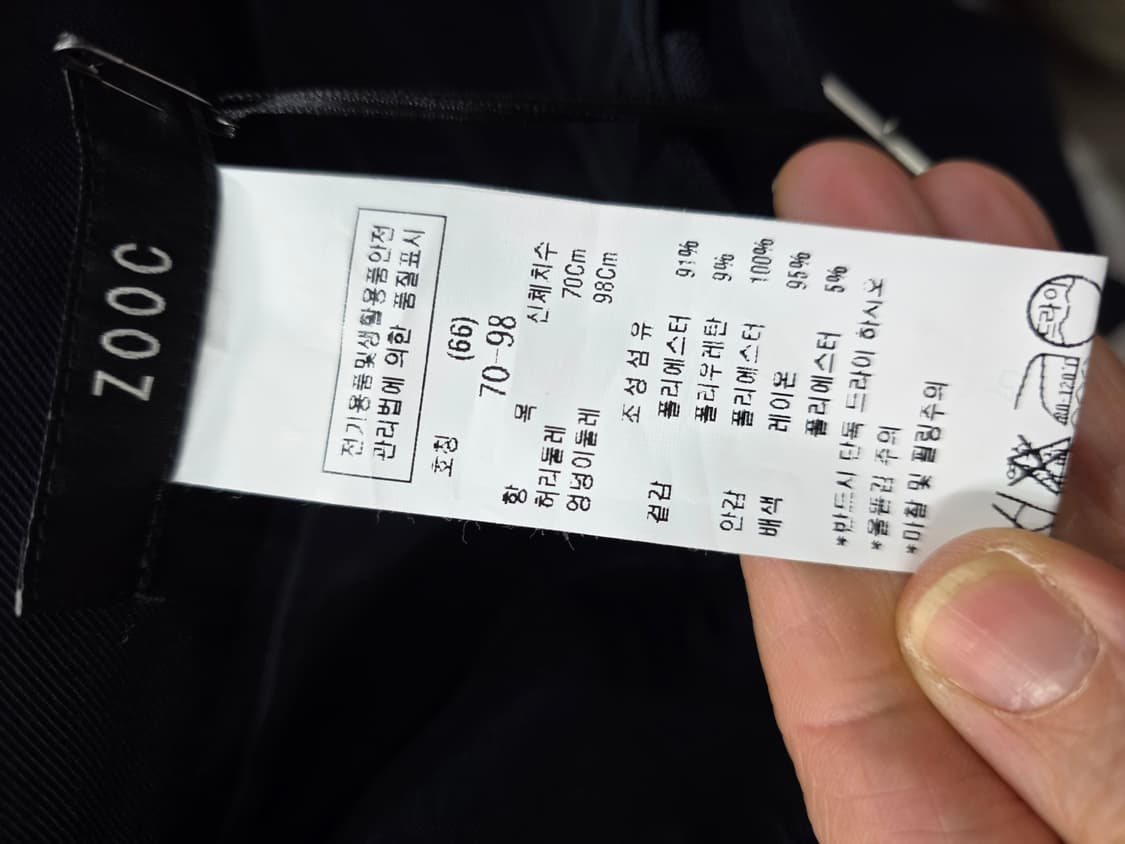 ZOOC
전기용품및생활용품안전
관리법에 의한 품질표시
호칭 (66)
70-98
항 목 신체치수
허리둘레 70Cm
엉덩이둘레 98Cm
조 성 섬 유
겉감 폴리에스터 91%
폴리우레탄 9%
안감 폴리에스터 100%
배색 레이온 95%
폴리에스터 5%
*반드시 단독 드라이 하시오
*올뜯김 주의
*마찰 및 필링주의
드라이